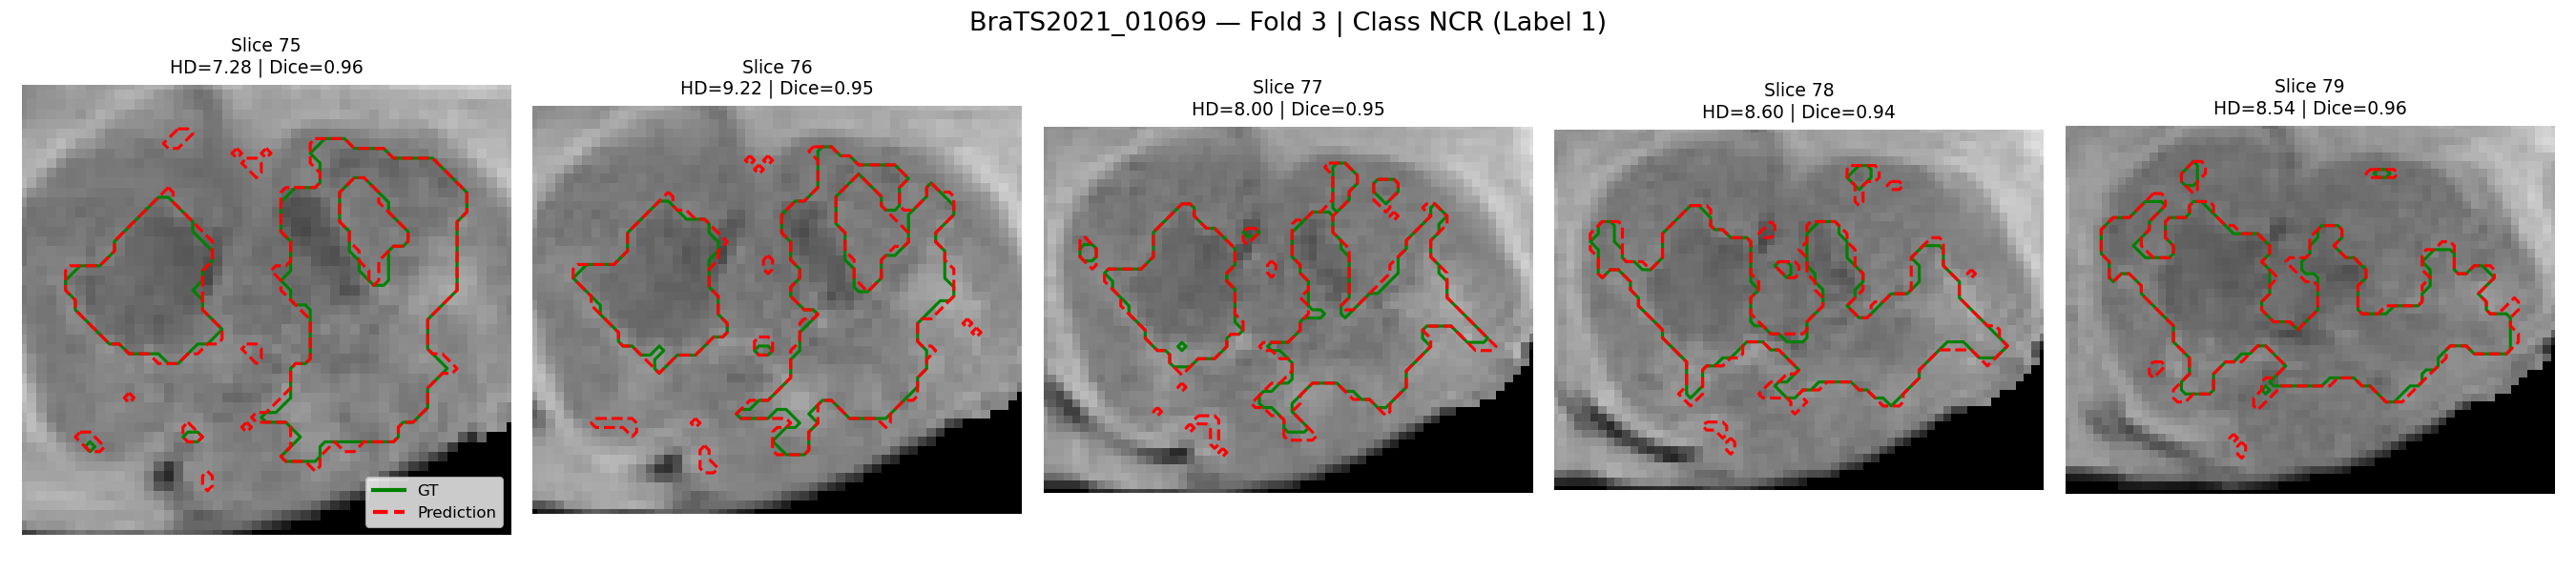 BraTS2021_01069 — Fold 3 | Class NCR (Label 1)
Slice 75
HD=7.28 | Dice=0.96
Slice 76
HD=9.22 | Dice=0.95
Slice 77
HD=8.00 | Dice=0.95
Slice 78
HD=8.60 | Dice=0.94
Slice 79
HD=8.54 | Dice=0.96
GT
Prediction